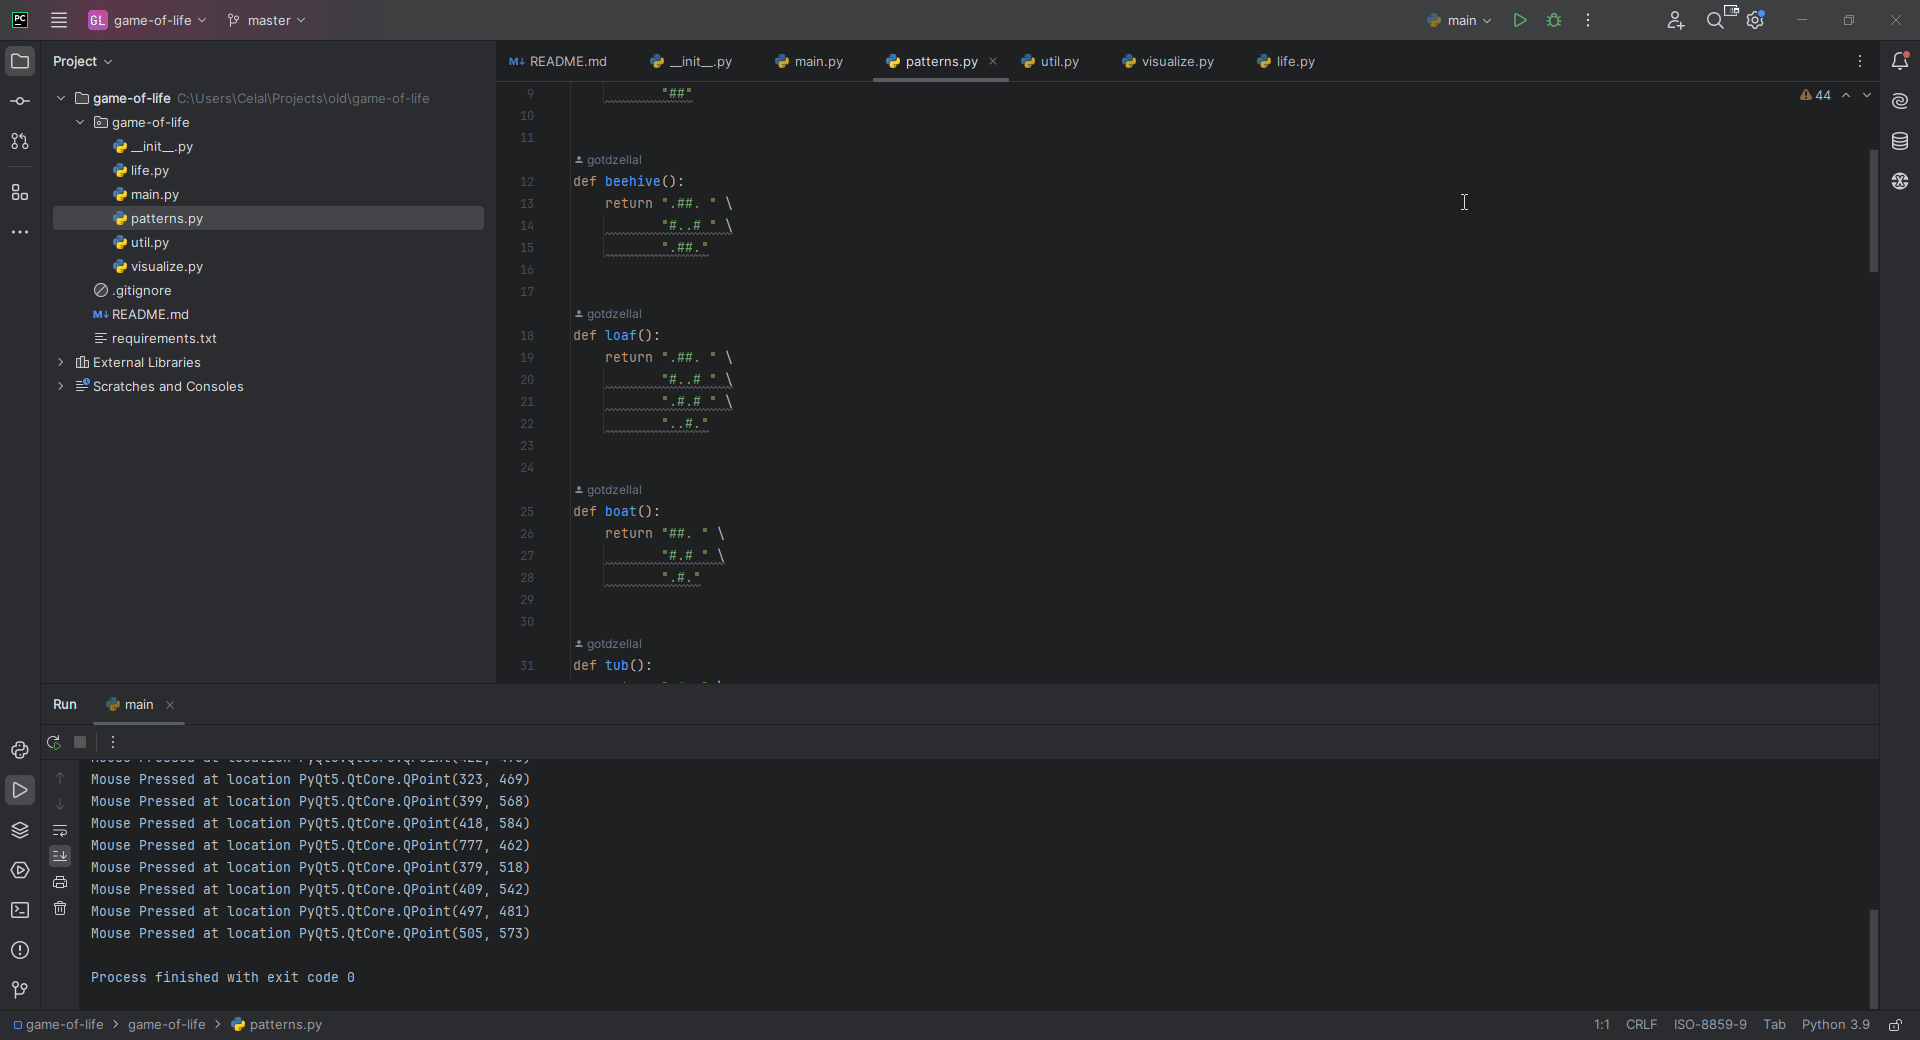 PC GL game-of-life master main
Project
README.md __init__.py main.py patterns.py util.py visualize.py life.py
game-of-life C:\Users\Celal\Projects\old\game-of-life
game-of-life
__init__.py
life.py
main.py
patterns.py
util.py
visualize.py
.gitignore
README.md
requirements.txt
External Libraries
Scratches and Consoles
44
9 "##"
10
11
gotdzellal
12 def beehive():
13 return ".##. " \
14 "#..# " \
15 ".##."
16
17
gotdzellal
18 def loaf():
19 return ".##. " \
20 "#..# " \
21 ".#.# " \
22 "..#."
23
24
gotdzellal
25 def boat():
26 return "##. " \
27 "#.# " \
28 ".#."
29
30
gotdzellal
31 def tub():
Run main
Mouse Pressed at location PyQt5.QtCore.QPoint(323, 469)
Mouse Pressed at location PyQt5.QtCore.QPoint(399, 568)
Mouse Pressed at location PyQt5.QtCore.QPoint(418, 584)
Mouse Pressed at location PyQt5.QtCore.QPoint(777, 462)
Mouse Pressed at location PyQt5.QtCore.QPoint(379, 518)
Mouse Pressed at location PyQt5.QtCore.QPoint(409, 542)
Mouse Pressed at location PyQt5.QtCore.QPoint(497, 481)
Mouse Pressed at location PyQt5.QtCore.QPoint(505, 573)
Process finished with exit code 0
game-of-life > game-of-life > patterns.py 1:1 CRLF ISO-8859-9 Tab Python 3.9